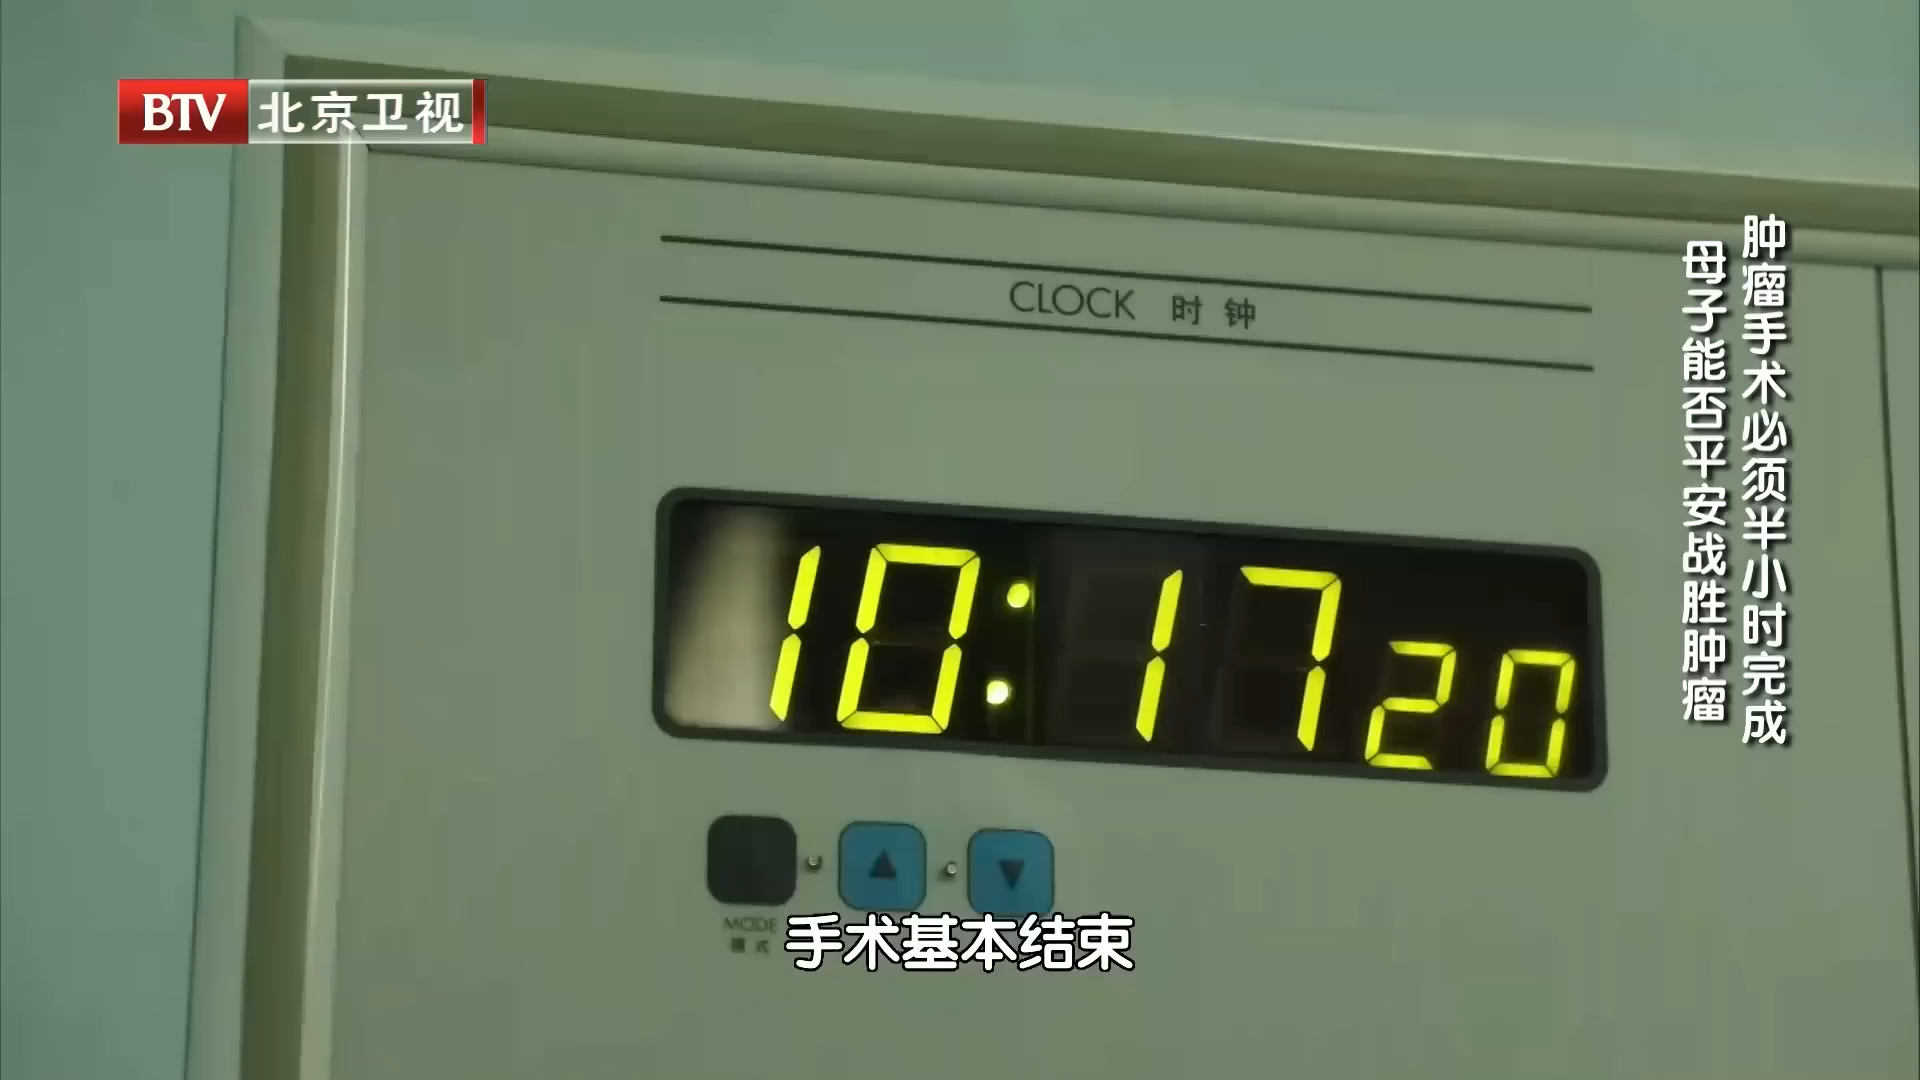 BTV 北京卫视
CLOCK 时钟
肿瘤手术必须半小时完成
母子能否平安战胜肿瘤
10:17 20
MODE
模式
手术基本结束